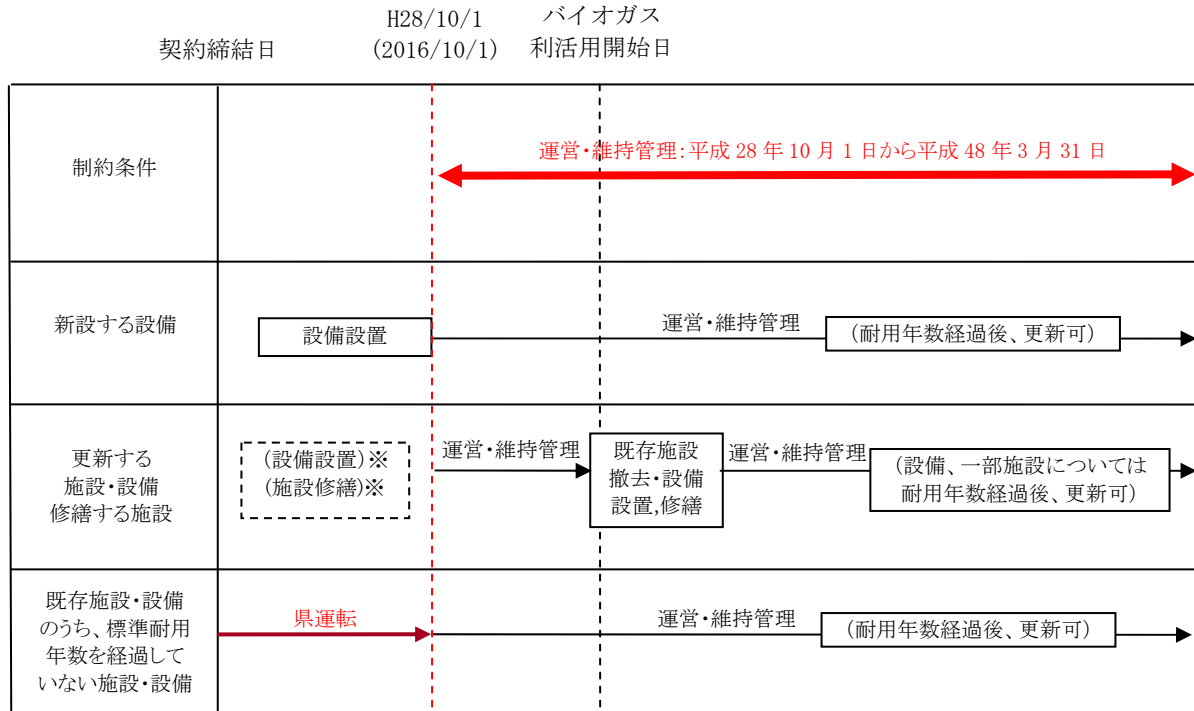 契約締結日
H28/10/1
(2016/10/1)
バイオガス
利活用開始日
制約条件
運営・維持管理:平成 28 年 10 月 1 日から平成 48 年 3 月 31 日
新設する設備
設備設置
運営・維持管理
(耐用年数経過後、更新可)
更新する
施設・設備
修繕する施設
(設備設置)※
(施設修繕)※
運営・維持管理
既存施設
撤去・設備
設置,修繕
運営・維持管理
(設備、一部施設については
耐用年数経過後、更新可)
既存施設・設備
のうち、標準耐用
年数を経過して
いない施設・設備
県運転
運営・維持管理
(耐用年数経過後、更新可)